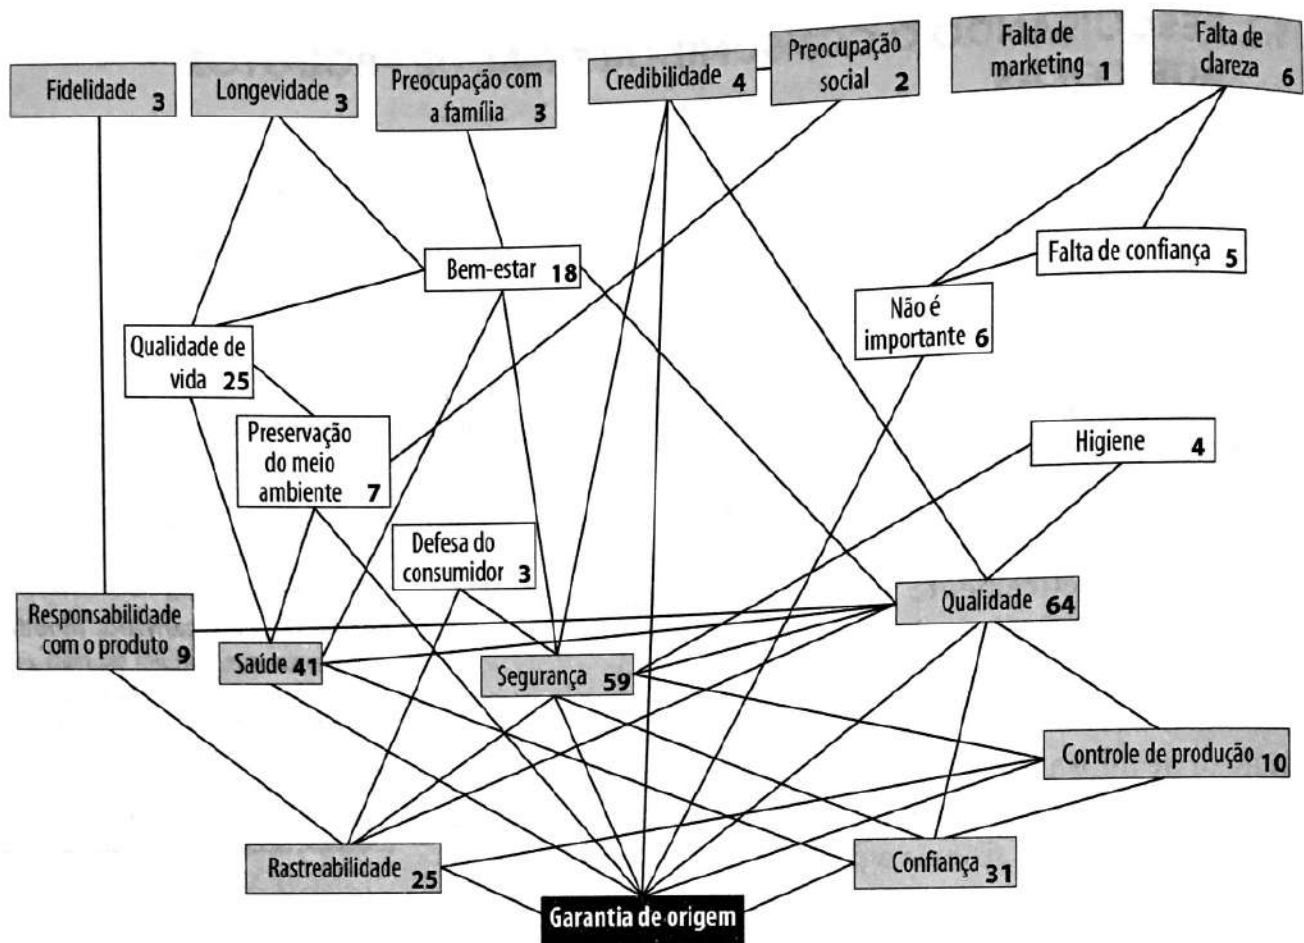 Fidelidade 3
Longevidade 3
Preocupação com
a família 3
Credibilidade 4
Preocupação
social 2
Falta de
marketing 1
Falta de
clareza 6
Bem-estar 18
Falta de confiança 5
Não é
importante 6
Qualidade de
vida 25
Preservação
do meio
ambiente 7
Higiene 4
Defesa do
consumidor 3
Responsabilidade
com o produto 9
Saúde 41
Segurança 59
Qualidade 64
Controle de produção 10
Rastreabilidade 25
Confiança 31
Garantia de origem